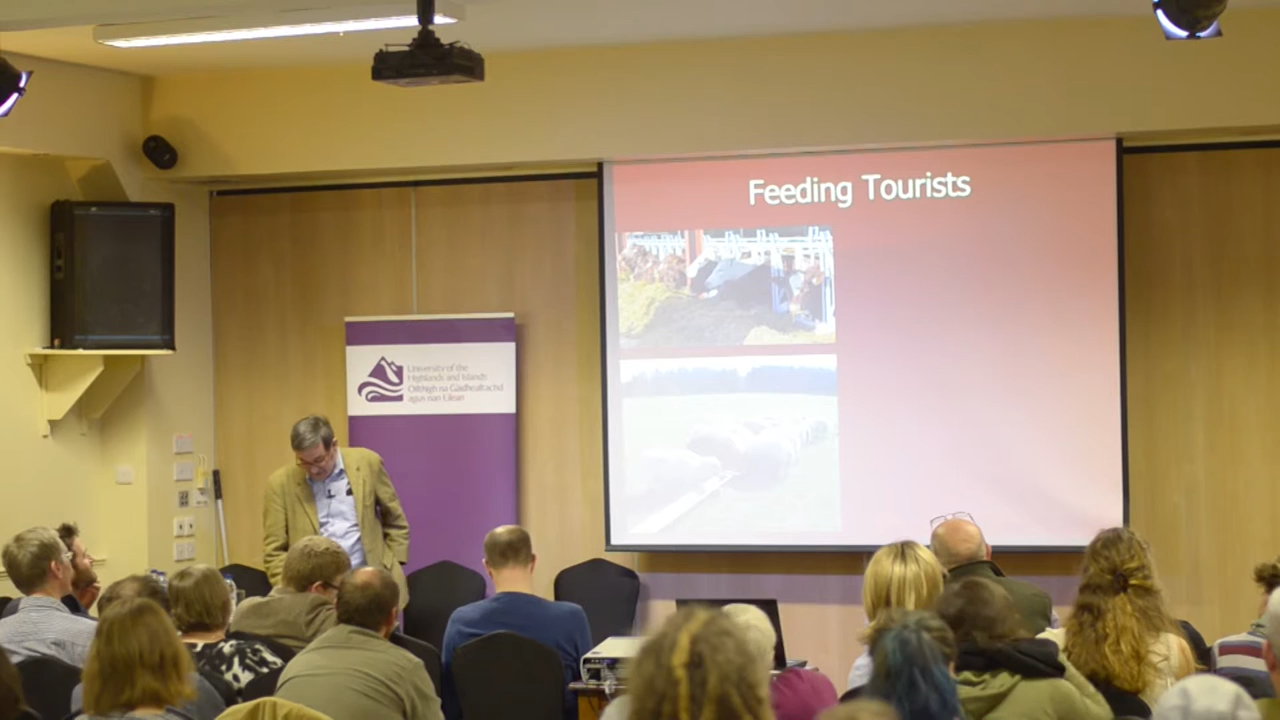 Feeding Tourists
University of the
Highlands and Islands
Oilthigh na Gàidhealtachd
agus nan Eilean